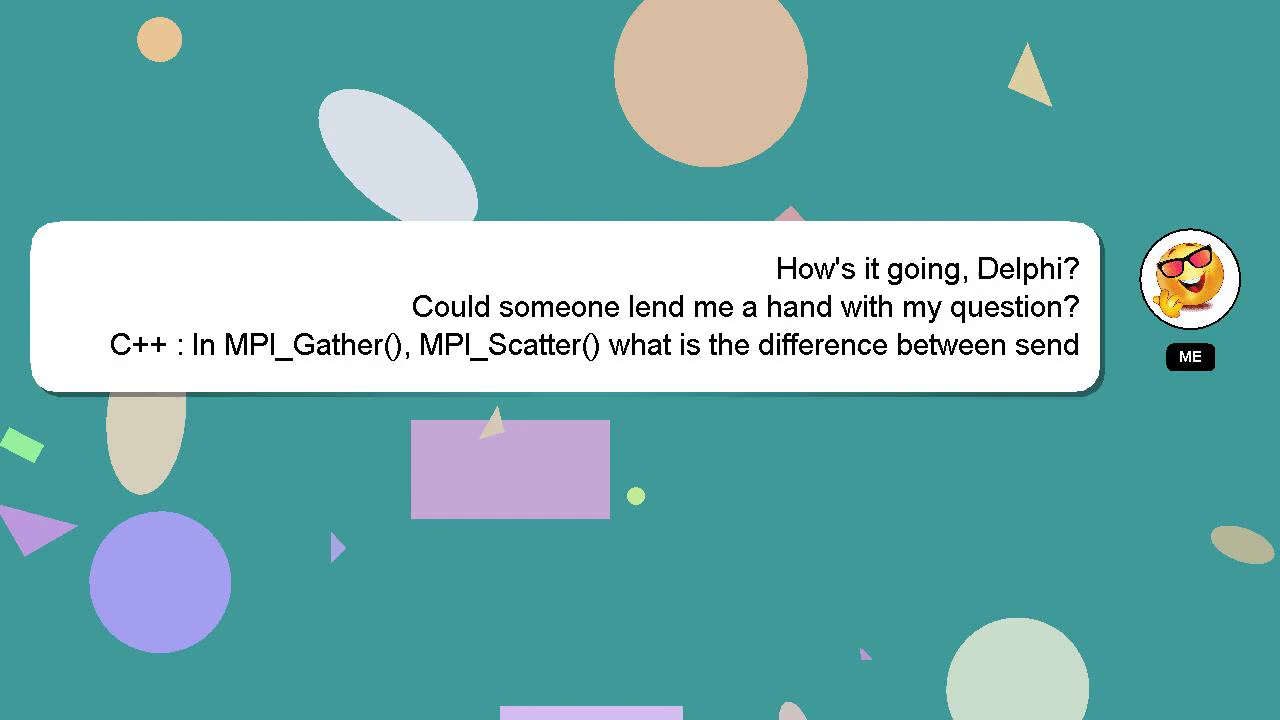 How's it going, Delphi?
Could someone lend me a hand with my question?
C++ : In MPI_Gather(), MPI_Scatter() what is the difference between send
ME